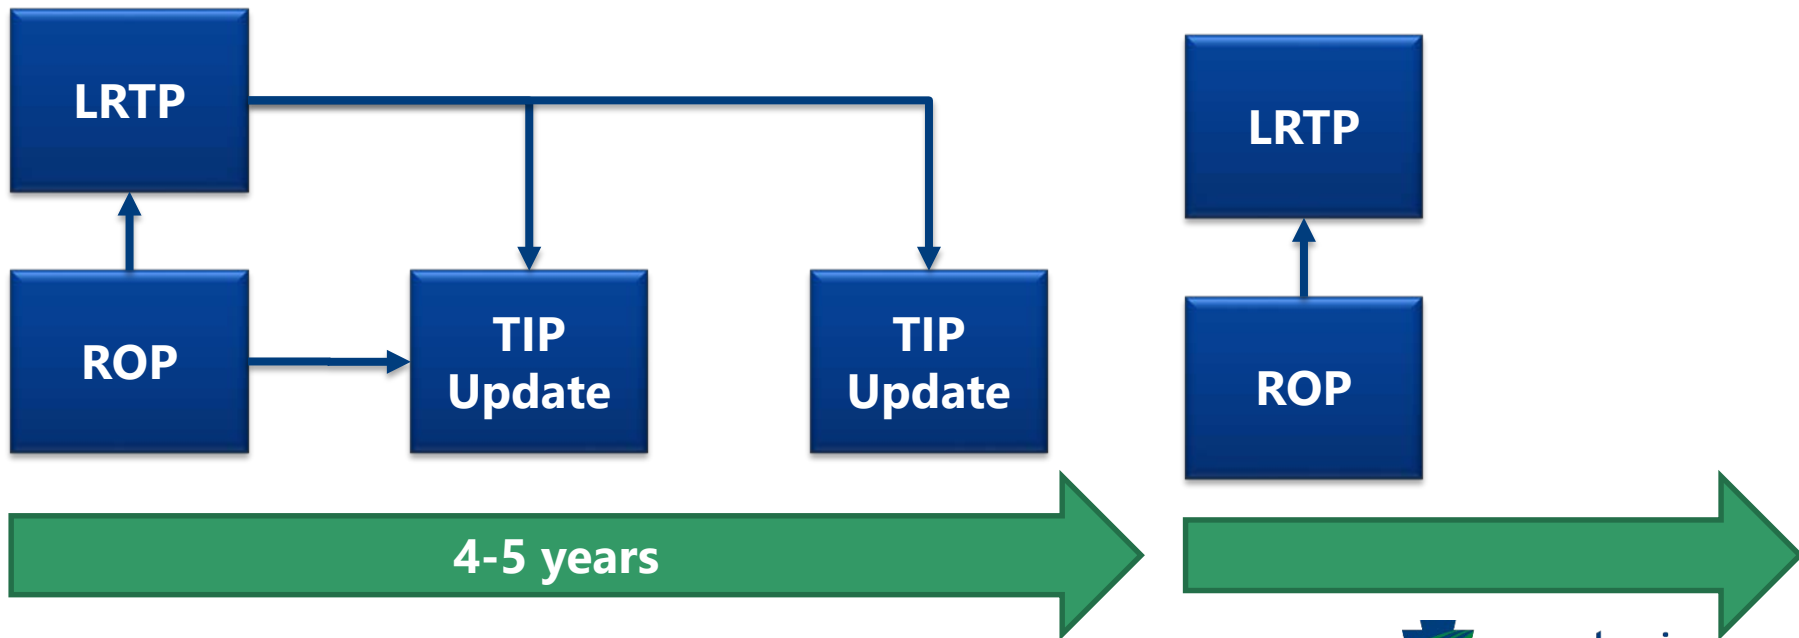 LRTP
LRTP
ROP
TIP
Update
TIP
Update
ROP
4-5 years